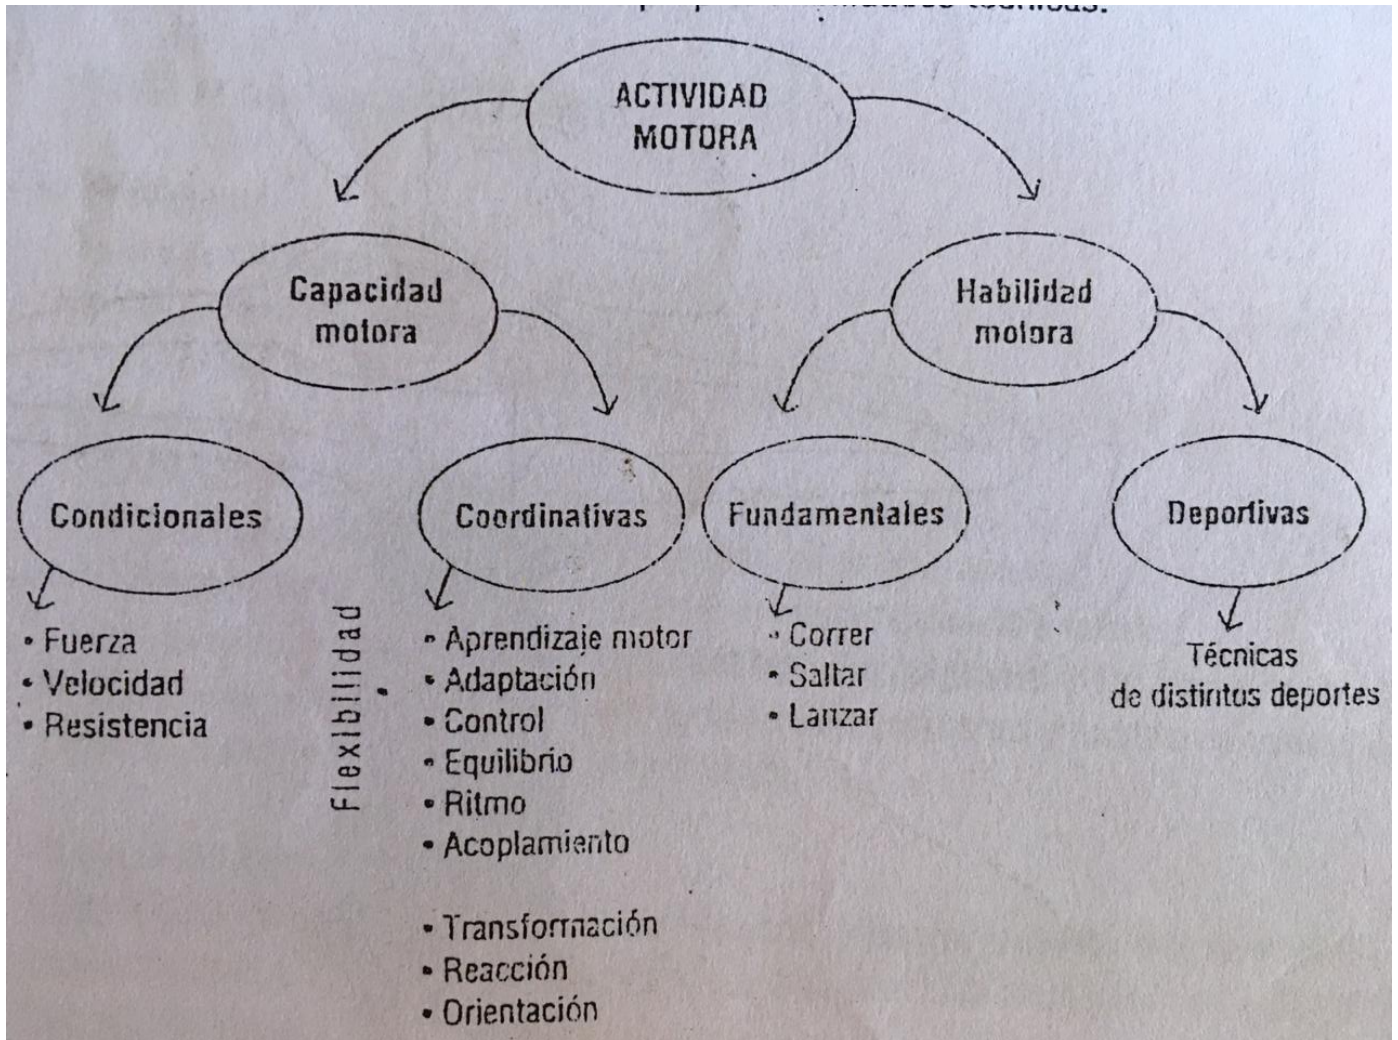 técnicas.
ACTIVIDAD
MOTORA
Capacidad
motora
Habilidad
motora
Condicionales
Coordinativas
Fundamentales
Deportivas
• Fuerza
• Velocidad
• Resistencia
Flexibilidad
• Aprendizaje motor
• Adaptación
• Control
• Equilibrio
• Ritmo
• Acoplamiento
• Transformación
• Reacción
• Orientación
• Correr
• Saltar
• Lanzar
Técnicas
de distintos deportes